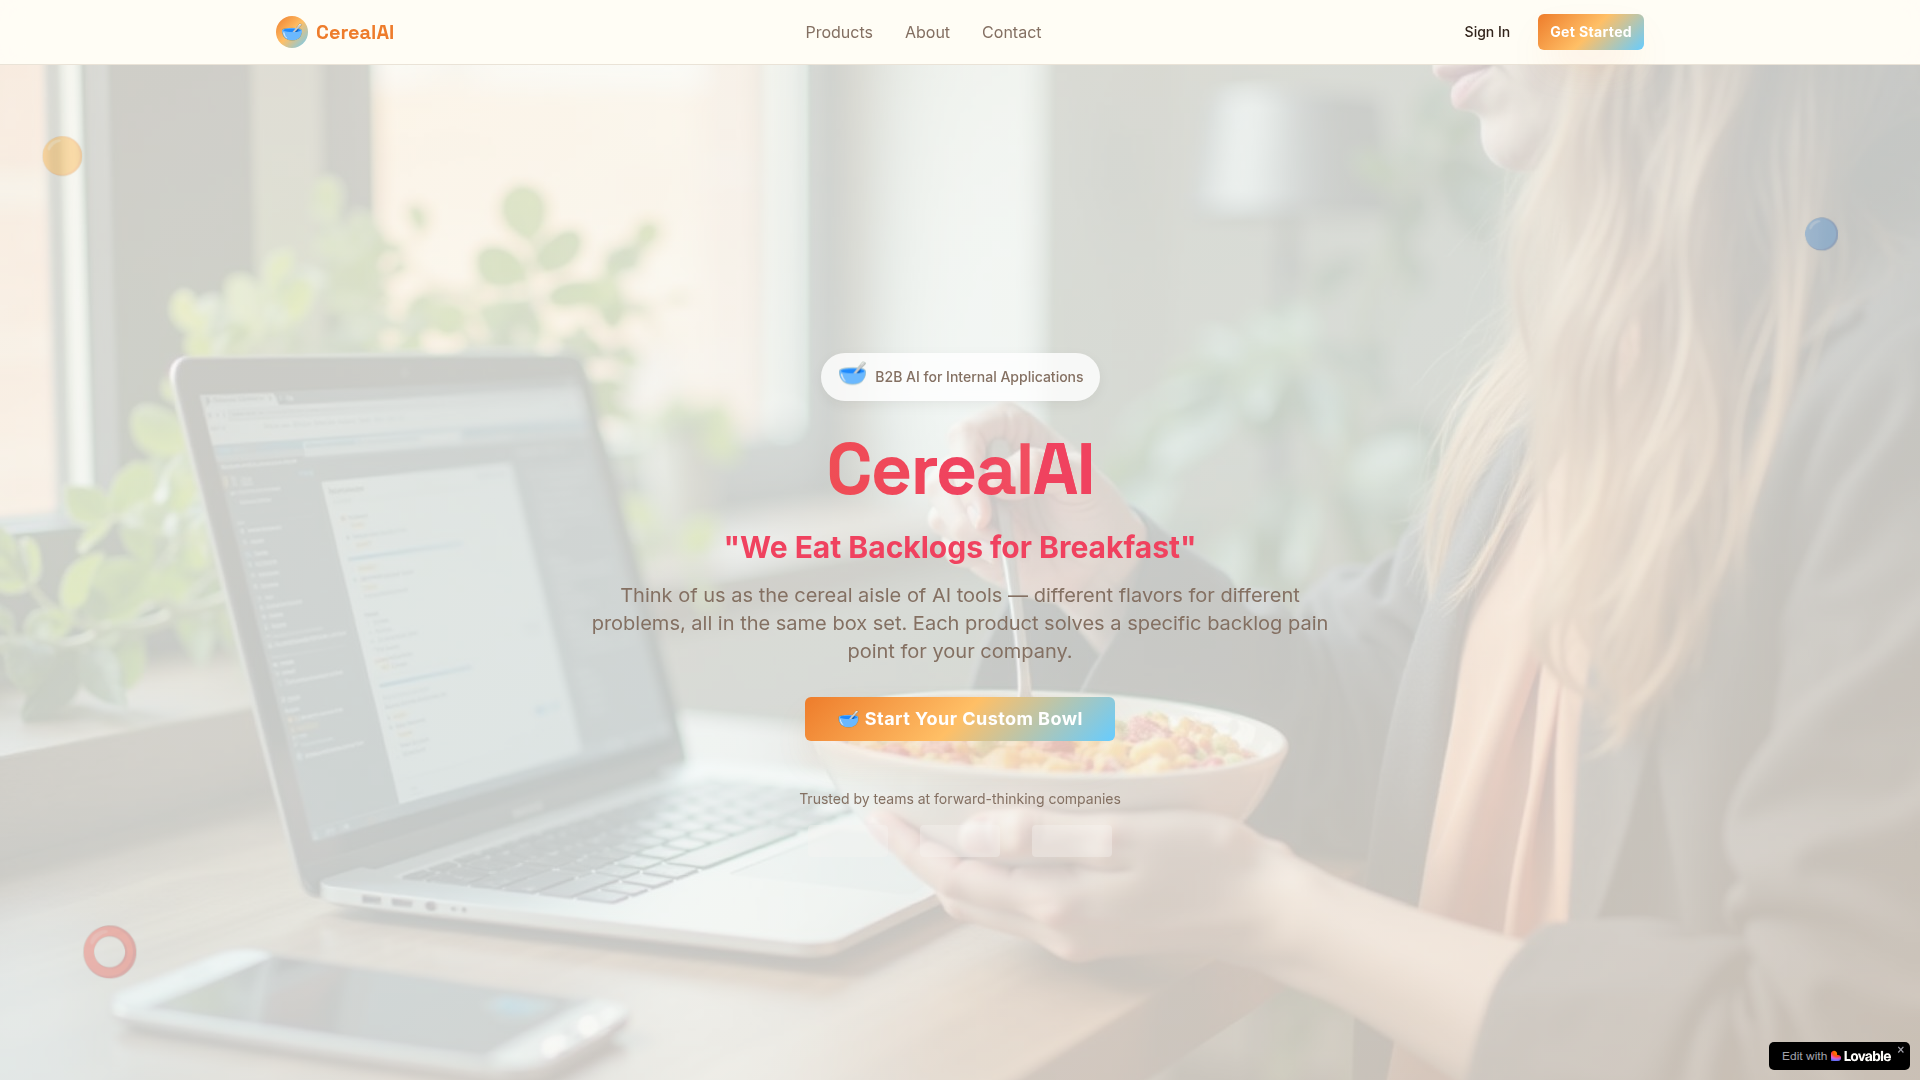 CerealAI
Products
About
Contact
Sign In
Get Started
B2B AI for Internal Applications
CerealAI
"We Eat Backlogs for Breakfast"
Think of us as the cereal aisle of AI tools — different flavors for different
problems, all in the same box set. Each product solves a specific backlog pain
point for your company.
Start Your Custom Bowl
Trusted by teams at forward-thinking companies
Edit with Lovable ×